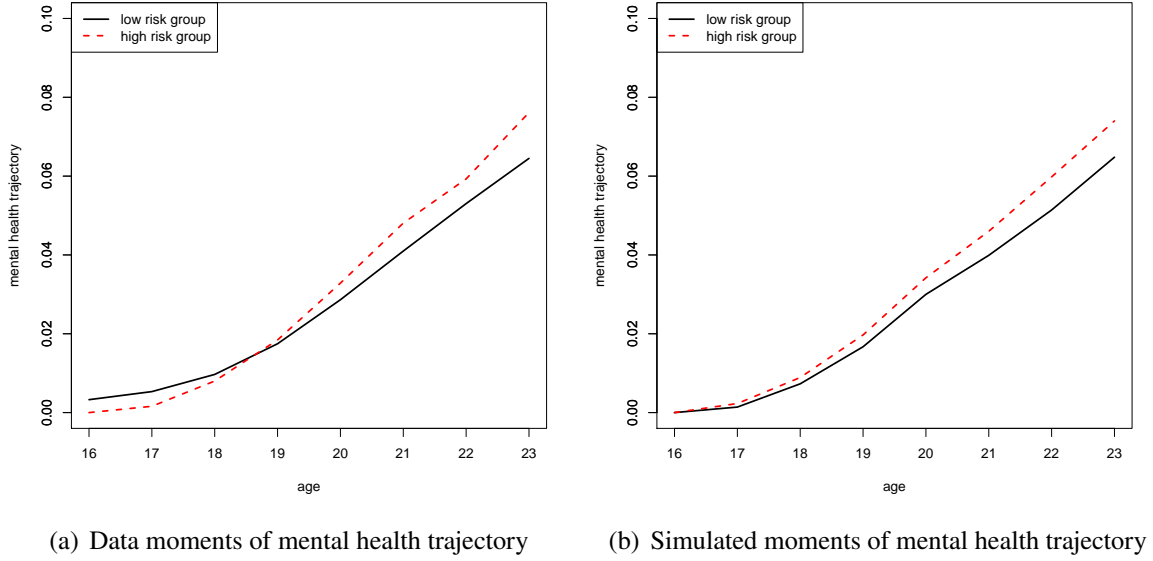 low risk group
high risk group
mental health trajectory
0.00
0.02
0.04
0.06
0.08
0.10
16 17 18 19 20 21 22 23
age
(a) Data moments of mental health trajectory
low risk group
high risk group
mental health trajectory
0.00
0.02
0.04
0.06
0.08
0.10
16 17 18 19 20 21 22 23
age
(b) Simulated moments of mental health trajectory